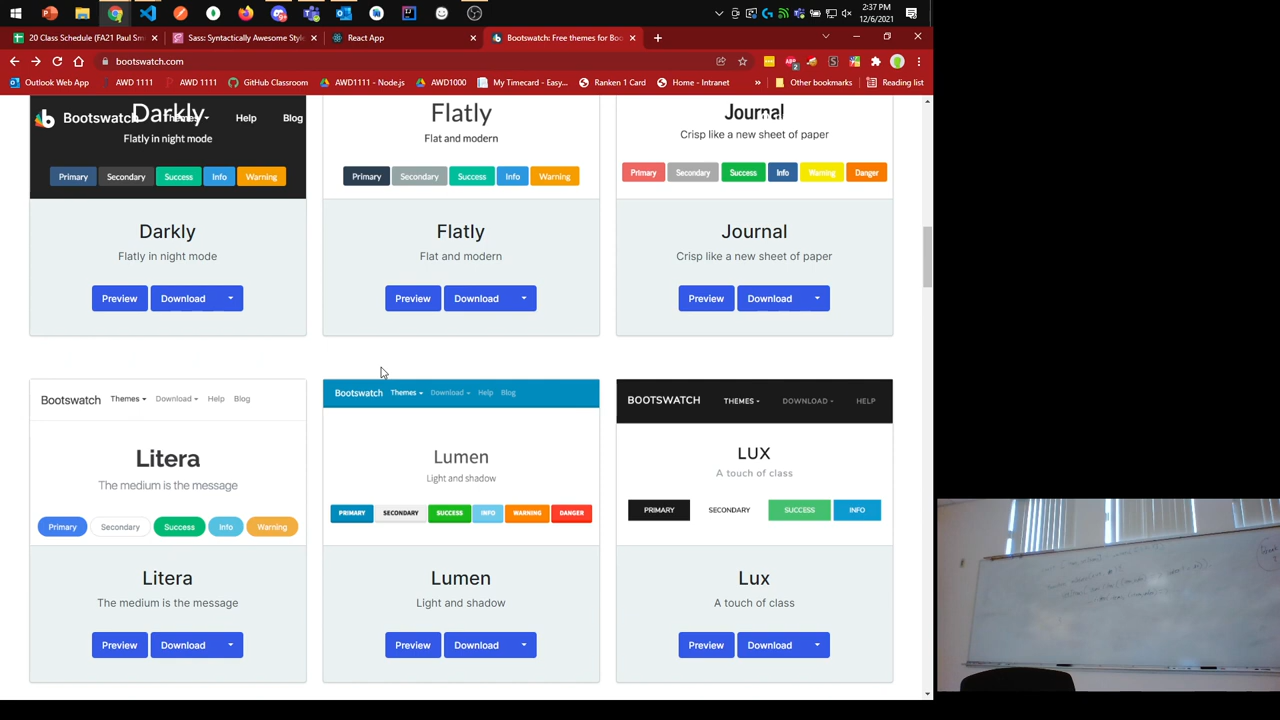 2:37 PM
12/6/2021
20 Class Schedule (FA21 Paul Sm
Sass: Syntactically Awesome Style
React App
Bootswatch: Free themes for Boo
bootswatch.com
Outlook Web App
AWD 1111
AWD 1111
GitHub Classroom
AWD1111 - Node.js
AWD1000
My Timecard - Easy...
Ranken 1 Card
Home - Intranet
Other bookmarks
Reading list
Bootswatch
Themes
Help
Blog
Darkly
Flatly in night mode
Primary Secondary Success Info Warning
Flatly
Flat and modern
Primary Secondary Success Info Warning
Journal
Crisp like a new sheet of paper
Primary Secondary Success Info Warning Danger
Darkly
Flatly in night mode
Preview Download
Flatly
Flat and modern
Preview Download
Journal
Crisp like a new sheet of paper
Preview Download
Bootswatch Themes Download Help Blog
Litera
The medium is the message
Primary Secondary Success Info Warning
Bootswatch Themes Download Help Blog
Lumen
Light and shadow
PRIMARY SECONDARY SUCCESS INFO WARNING DANGER
BOOTSWATCH THEMES DOWNLOAD HELP
LUX
A touch of class
PRIMARY SECONDARY SUCCESS INFO
Litera
The medium is the message
Preview Download
Lumen
Light and shadow
Preview Download
Lux
A touch of class
Preview Download